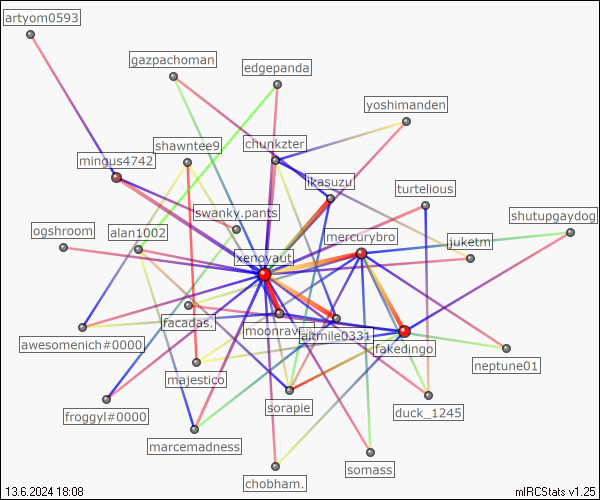 artyom0593
gazpachoman
edgepanda
yoshimanden
shawntee9
chunkzter
mingus4742
ikasuzu
turtelious
swanky.pants
shutupgaydog
ogshroom
alan1002
mercurybro
juketm
xenovaut
facadas.
moonrave
altmile0331
fakedingo
awesomenich#0000
majestico
neptune01
froggyl#0000
sorapie
duck_1245
marcemadness
somass
chobham.
13.6.2024 18:08
mIRCStats v1.25